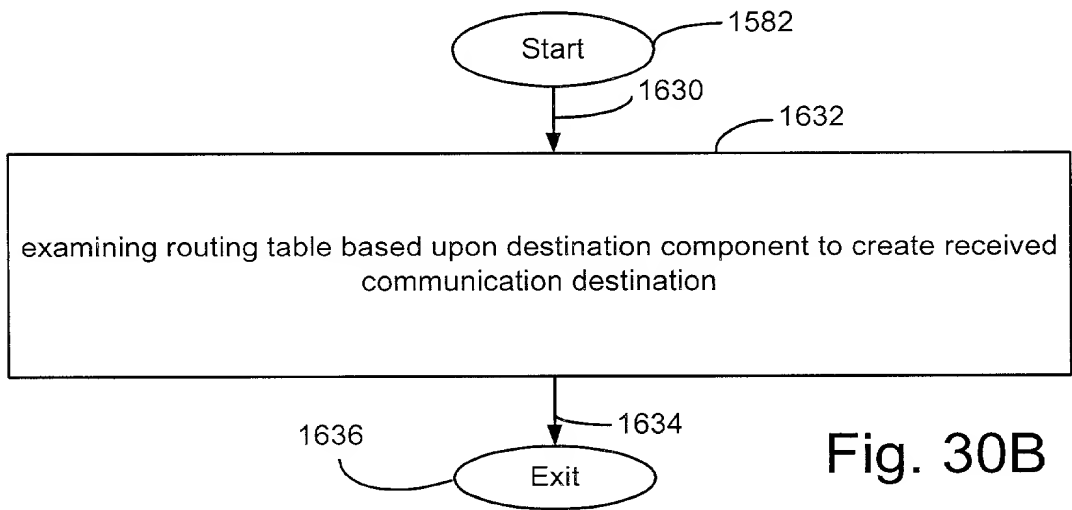 Start
1582
1630
1632
examining routing table based upon destination component to create received
communication destination
1634
1636
Exit
Fig. 30B